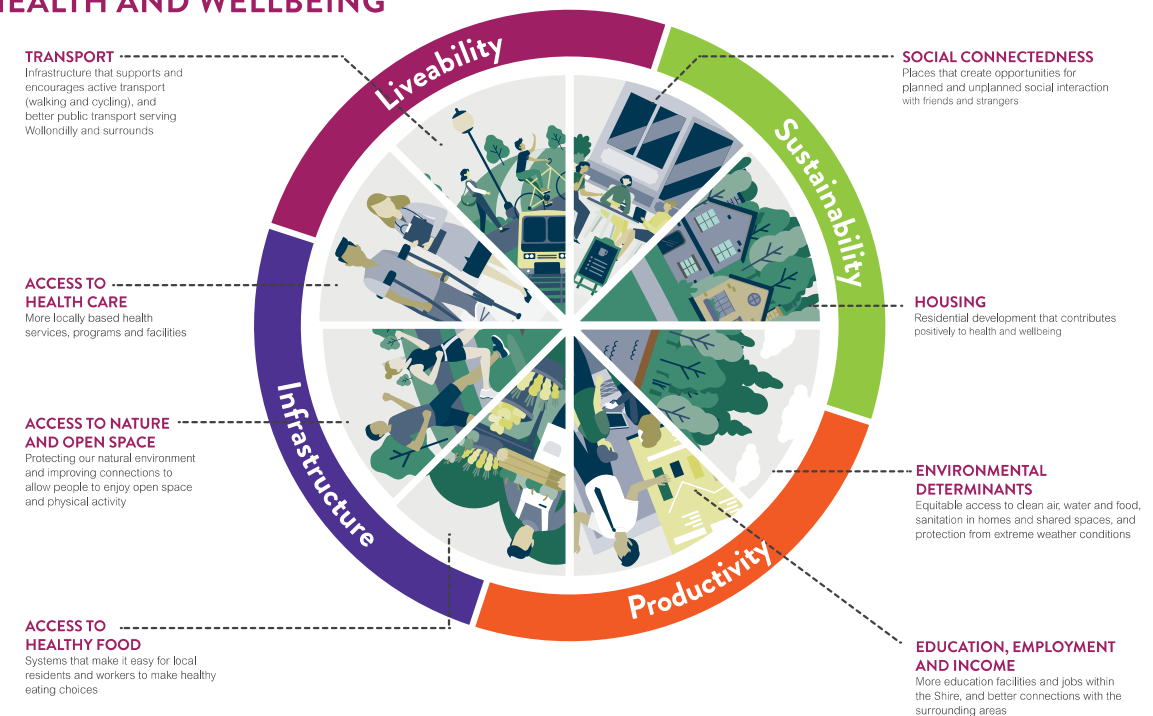 HEALTH AND WELLBEING
TRANSPORT
Infrastructure that supports and
encourages active transport
(walking and cycling), and
better public transport serving
Wollondilly and surrounds
ACCESS TO
HEALTH CARE
More locally based health
services, programs and facilities
ACCESS TO NATURE
AND OPEN SPACE
Protecting our natural environment
and improving connections to
allow people to enjoy open space
and physical activity
ACCESS TO
HEALTHY FOOD
Systems that make it easy for local
residents and workers to make healthy
eating choices
Liveability
Sustainability
Infrastructure
Productivity
SOCIAL CONNECTEDNESS
Places that create opportunities for
planned and unplanned social interaction
with friends and strangers
HOUSING
Residential development that contributes
positively to health and wellbeing
ENVIRONMENTAL
DETERMINANTS
Equitable access to clean air, water and food,
sanitation in homes and shared spaces, and
protection from extreme weather conditions
EDUCATION, EMPLOYMENT
AND INCOME
More education facilities and jobs within
the Shire, and better connections with the
surrounding areas